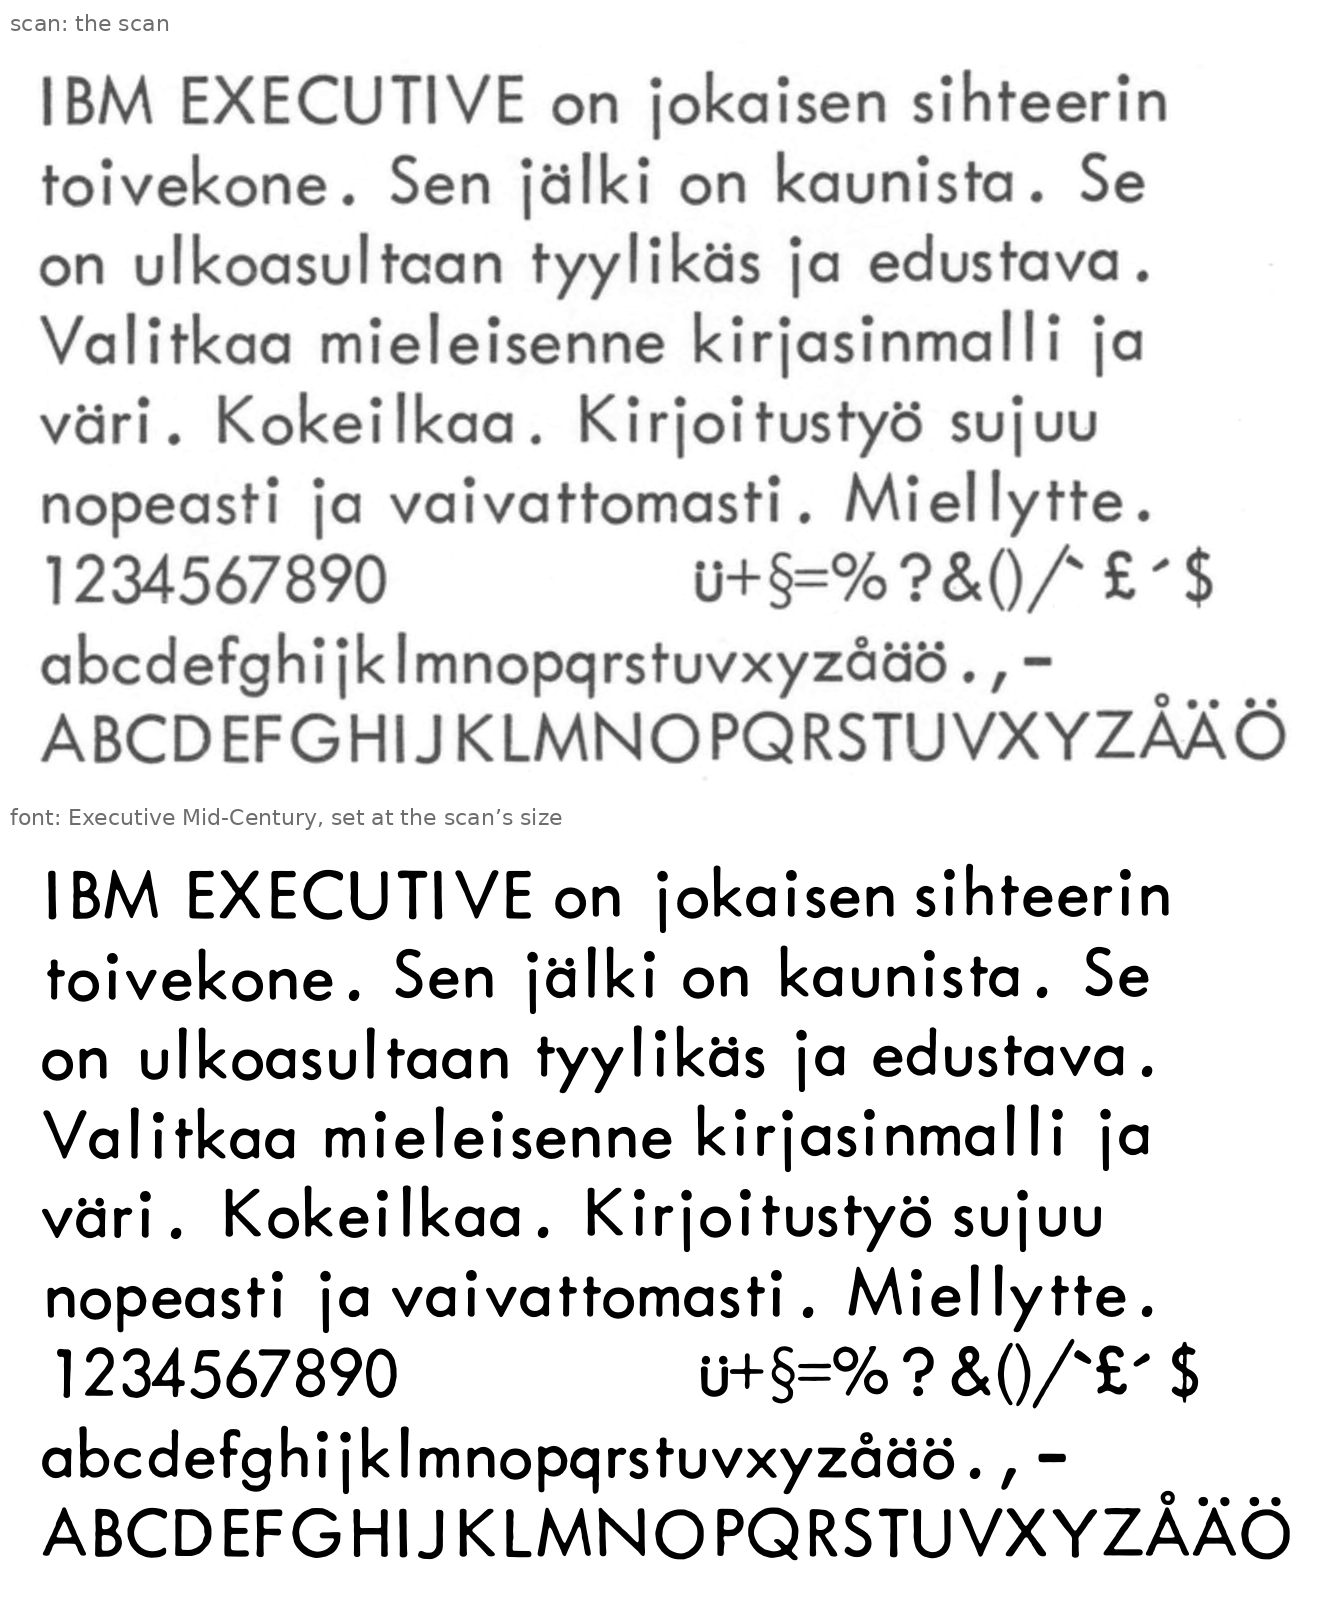 scan: the scan
IBM EXECUTIVE on jokaisen sihteerin
toivekone. Sen jälki on kaunista. Se
on ulkoasultaan tyylikäs ja edustava.
Valitkaa mieleisenne kirjasinmalli ja
väri. Kokeilkaa. Kirjoitustyö sujuu
nopeasti ja vaivattomasti. Miellytte.
1234567890 ü+§=%?&()/` £ ´ $
abcdefghijklmnopqrstuvxyzåäö.,-
ABCDEFGHIJKLMNOPQRSTUVXYZÅÄÖ
font: Executive Mid-Century, set at the scan’s size
IBM EXECUTIVE on jokaisen sihteerin
toivekone. Sen jälki on kaunista. Se
on ulkoasultaan tyylikäs ja edustava.
Valitkaa mieleisenne kirjasinmalli ja
väri. Kokeilkaa. Kirjoitustyö sujuu
nopeasti ja vaivattomasti. Miellytte.
1234567890 ü+§=%? &()/`£´ $
abcdefghijklmnopqrstuvxyzåäö.,-
ABCDEFGHIJKLMNOPQRSTUVXYZÅÄÖ